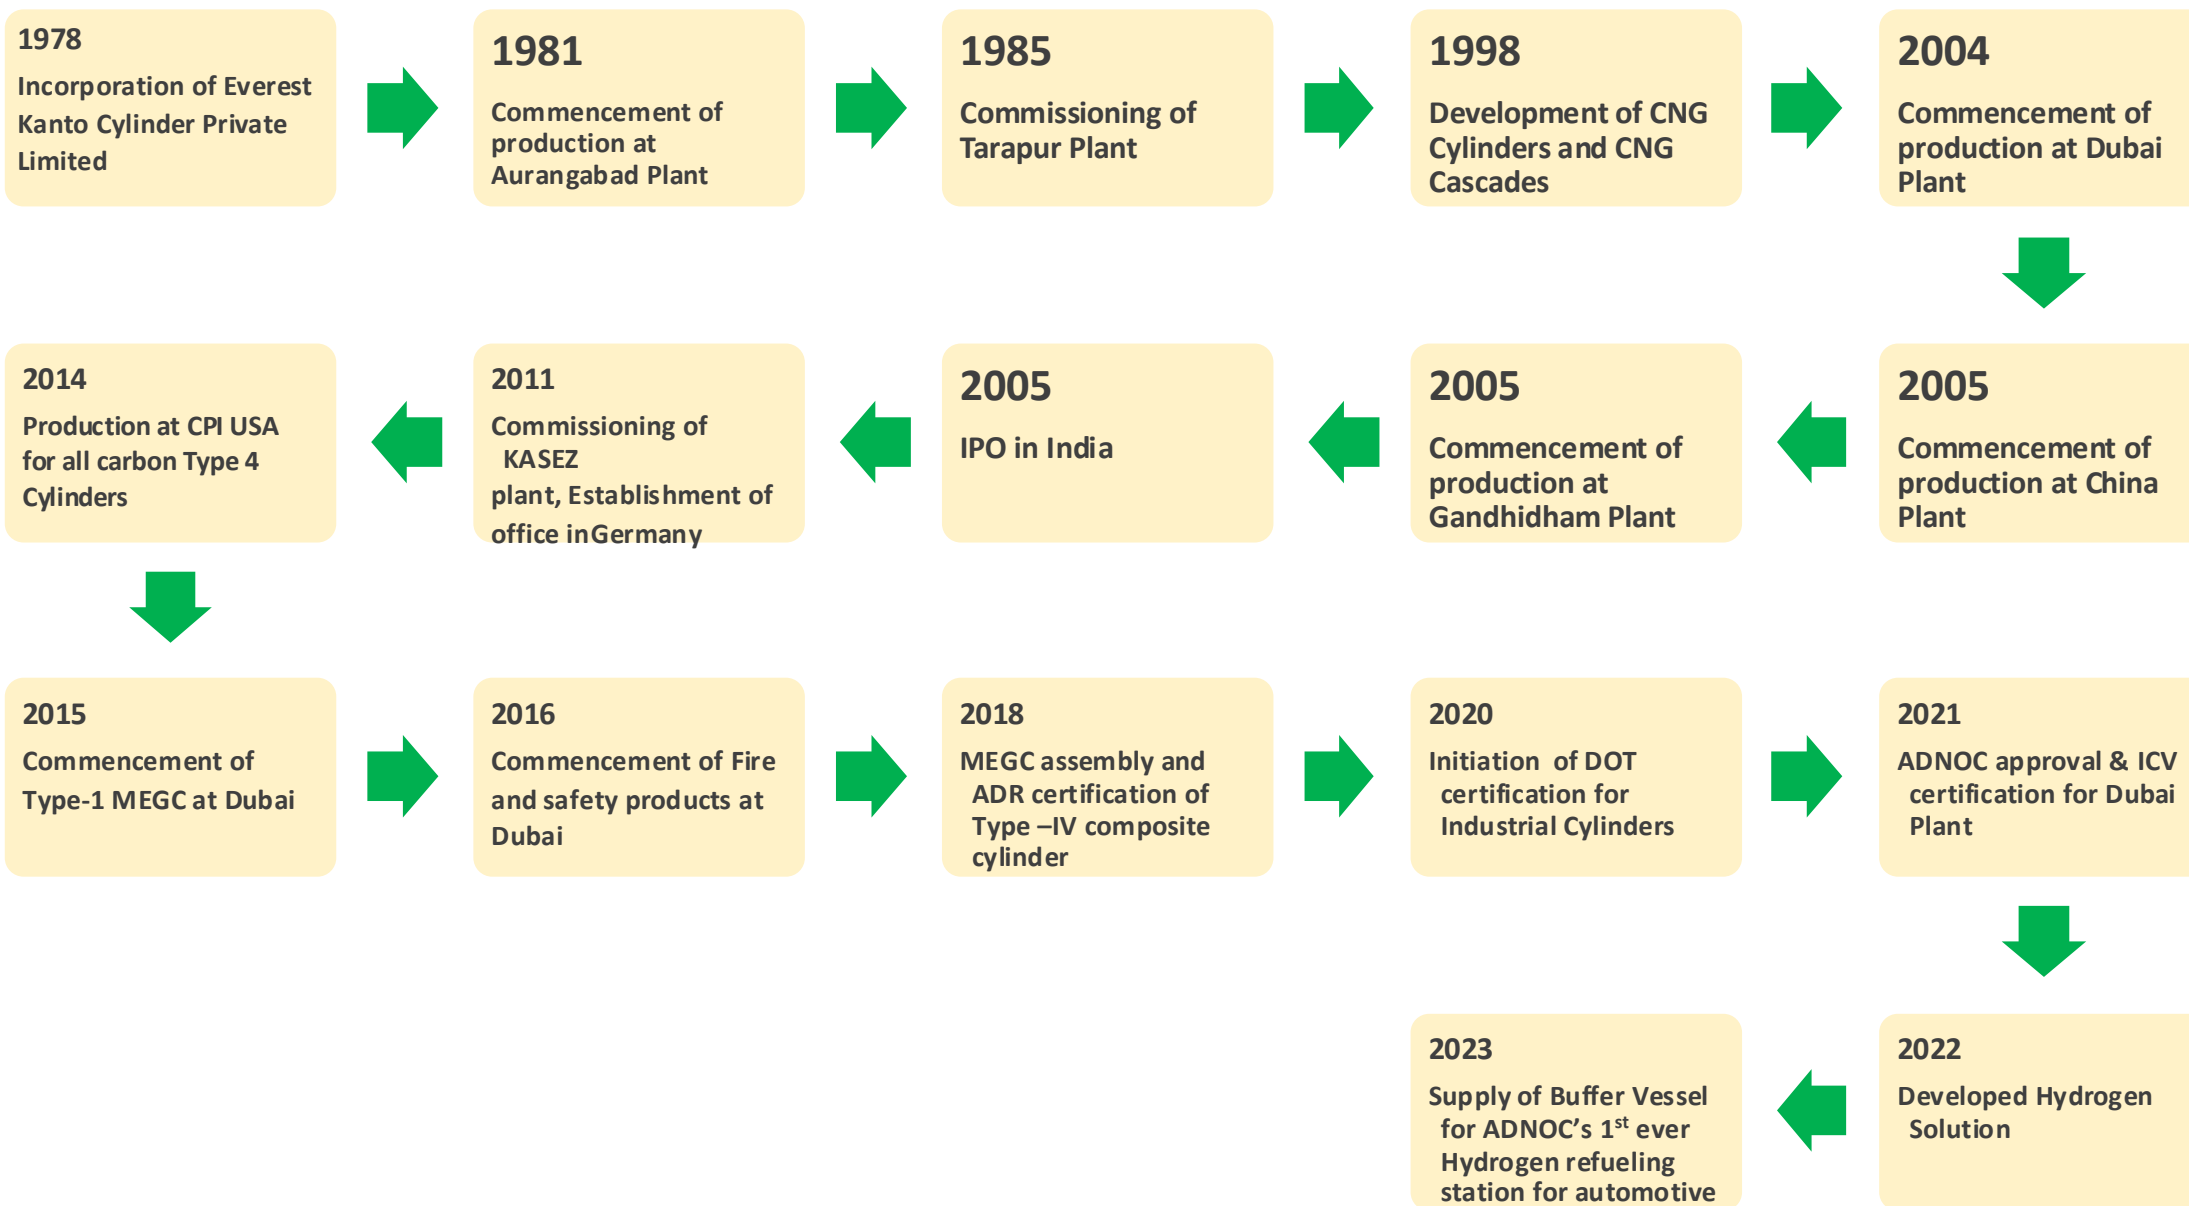 1978
Incorporation of Everest
Kanto Cylinder Private
Limited
1981
Commencement of
production at
Aurangabad Plant
1985
Commissioning of
Tarapur Plant
1998
Development of CNG
Cylinders and CNG
Cascades
2004
Commencement of
production at Dubai
Plant
2005
Commencement of
production at China
Plant
2005
Commencement of
production at
Gandhidham Plant
2005
IPO in India
2011
Commissioning of
KASEZ
plant, Establishment of
office inGermany
2014
Production at CPI USA
for all carbon Type 4
Cylinders
2015
Commencement of
Type-1 MEGC at Dubai
2016
Commencement of Fire
and safety products at
Dubai
2018
MEGC assembly and
ADR certification of
Type –IV composite
cylinder
2020
Initiation of DOT
certification for
Industrial Cylinders
2021
ADNOC approval & ICV
certification for Dubai
Plant
2022
Developed Hydrogen
Solution
2023
Supply of Buffer Vessel
for ADNOC’s 1st ever
Hydrogen refueling
station for automotive